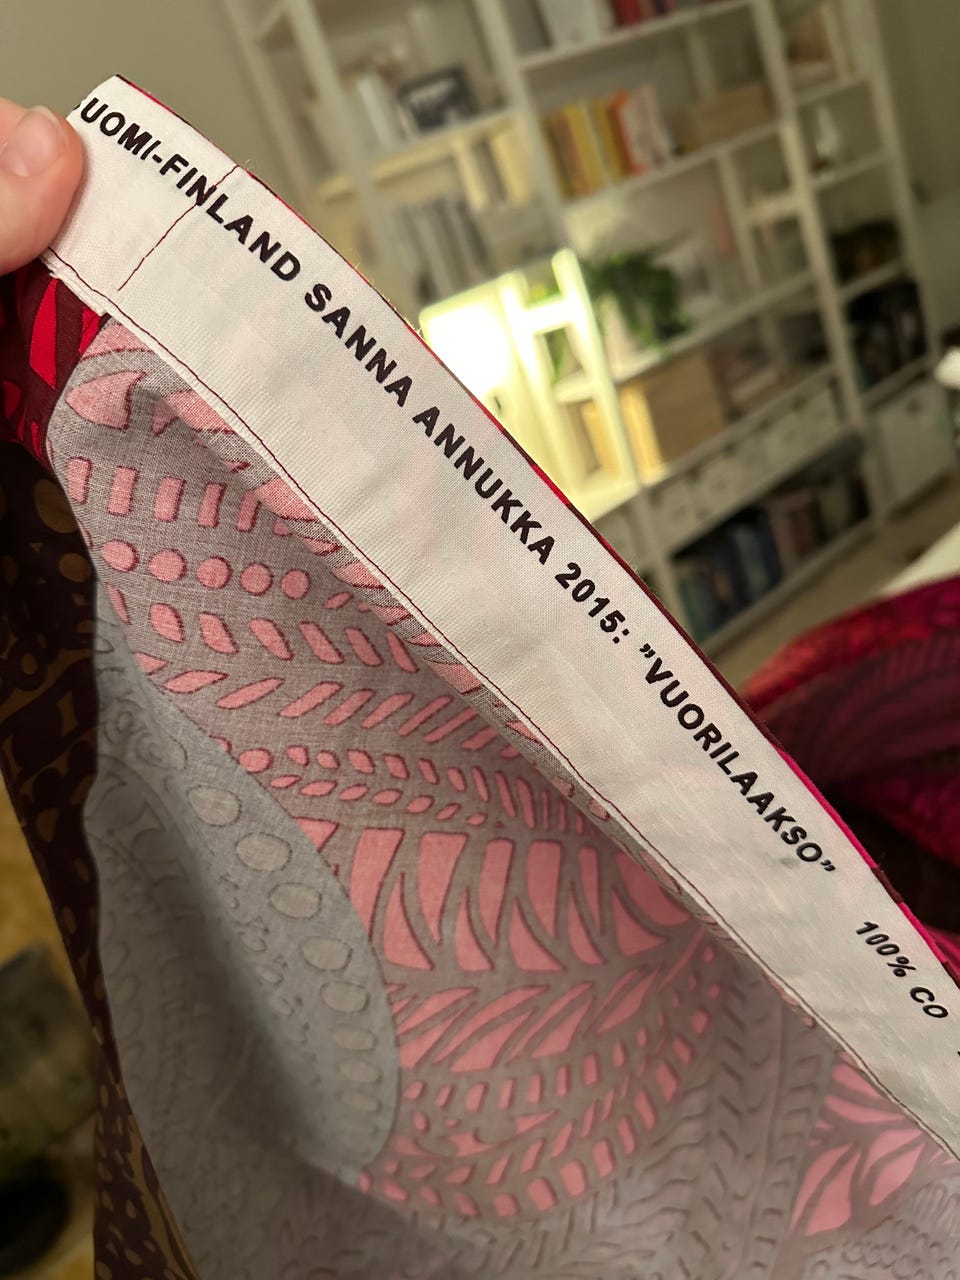 SUOMI-FINLAND SANNA ANNUKKA 2015: ”VUORILAAKSO” 100% CO